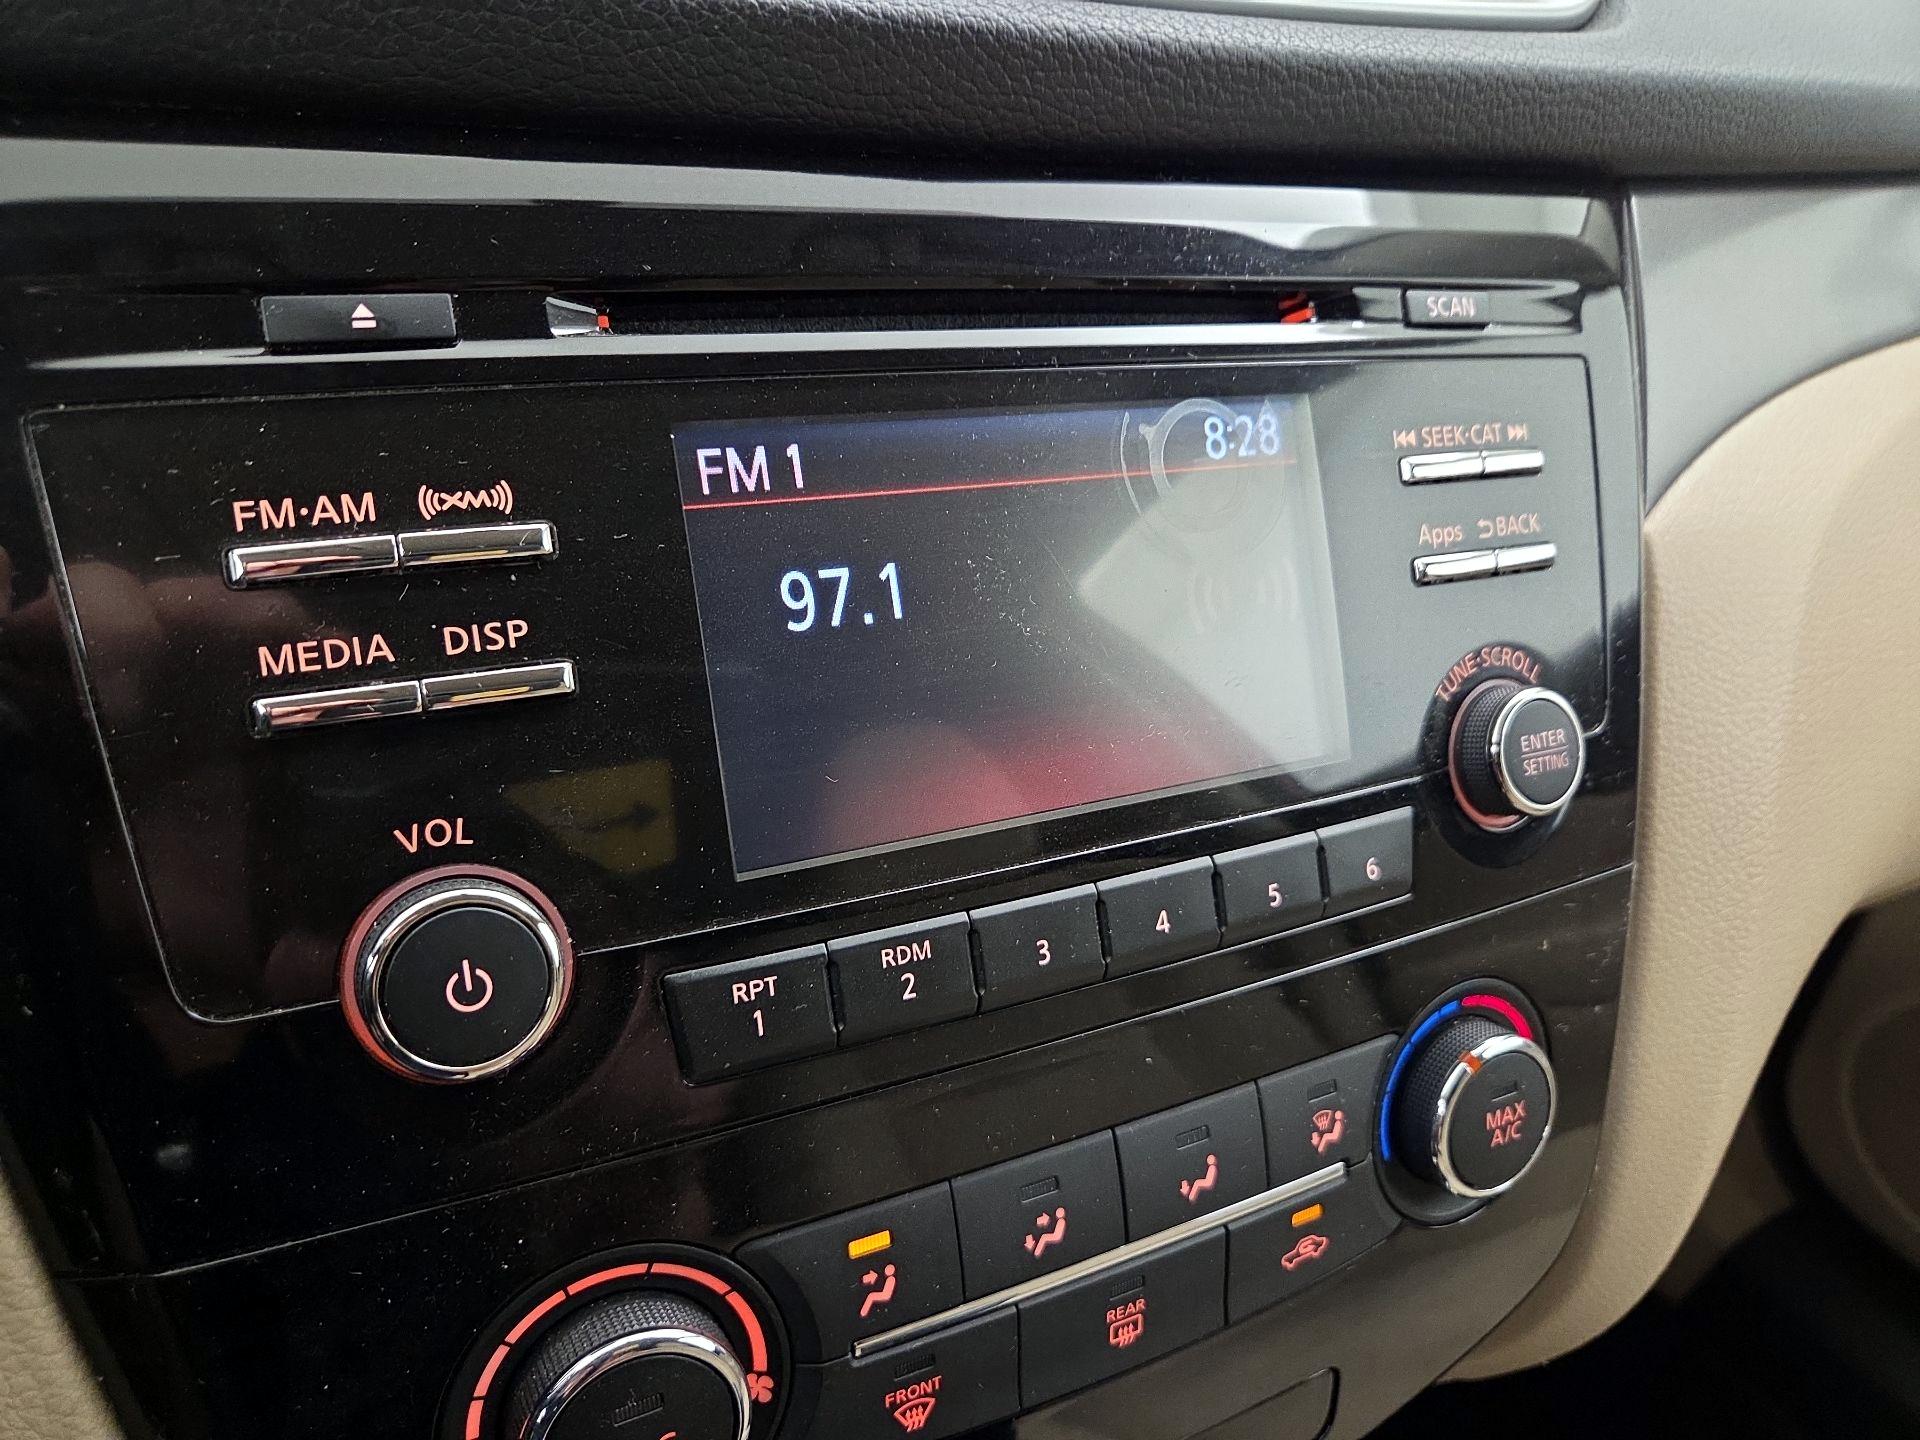 SCAN
FM 1 8:28
SEEK·CAT
FM·AM XM
97.1
Apps BACK
MEDIA DISP
TUNE·SCROLL
ENTER
SETTING
VOL
RPT
1
RDM
2
3
4
5
6
MAX
A/C
REAR
FRONT